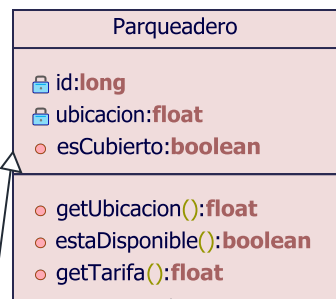 Parqueadero
id:long
ubicacion:float
esCubierto:boolean
getUbicacion():float
estaDisponible():boolean
getTarifa():float